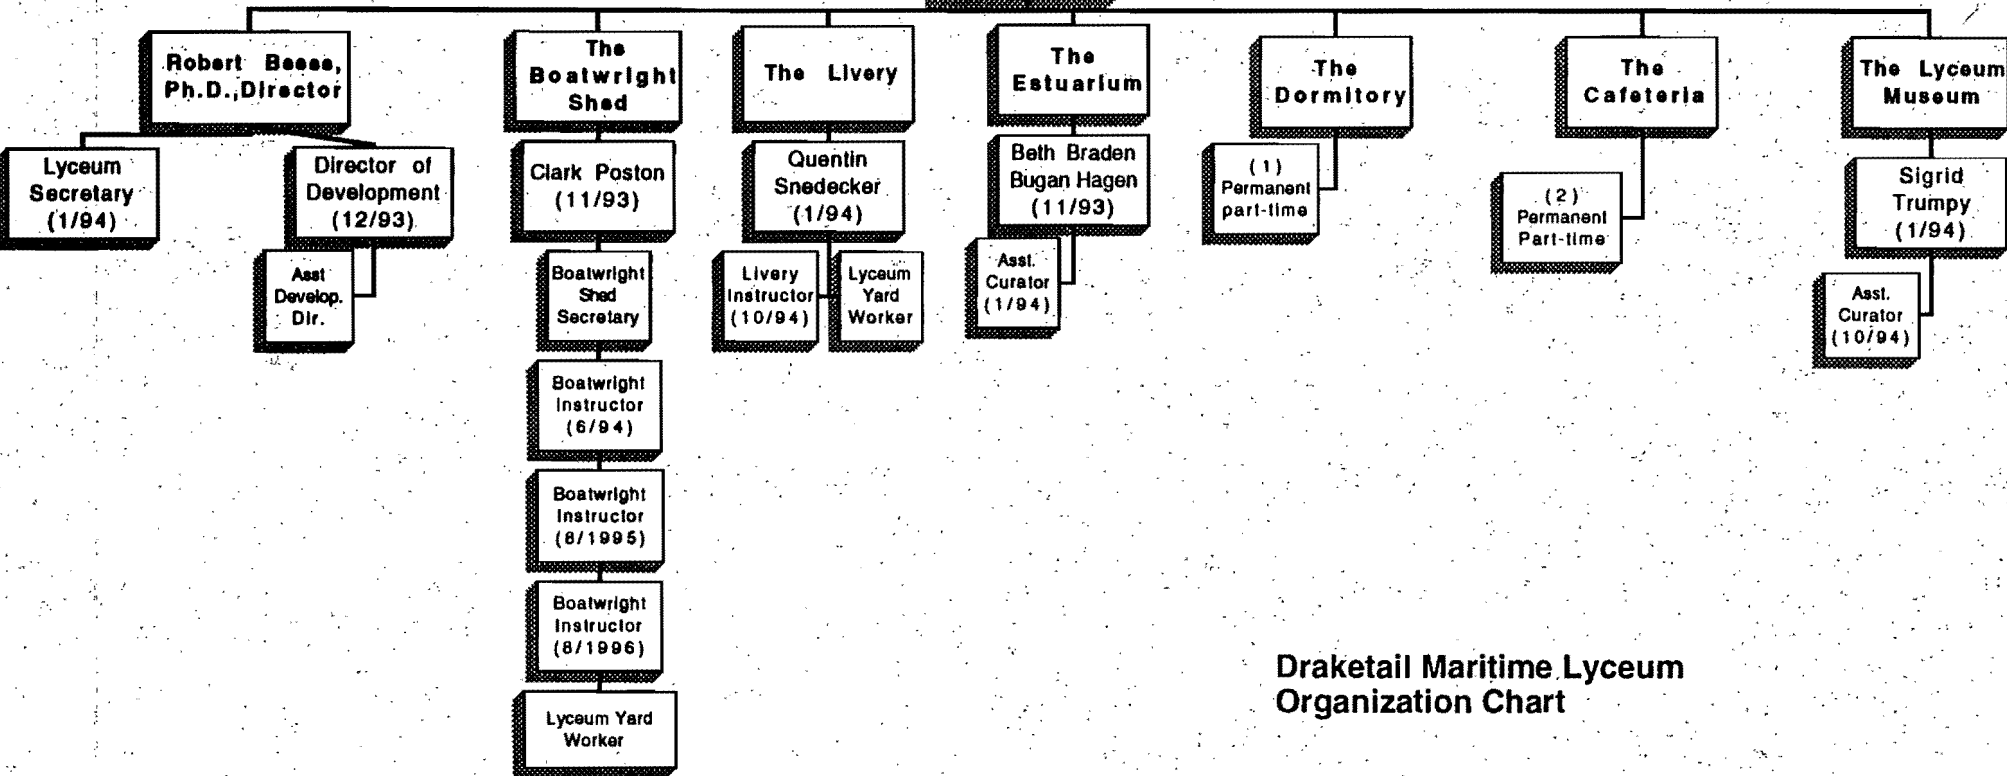 Robert Beese,
Ph.D.,Director
Lyceum
Secretary
(1/94)
Director of
Development
(12/93)
Asst
Develop.
Dir.
The
Boatwright
Shed
Clark Poston
(11/93)
Boatwright
Shed
Secretary
Boatwright
Instructor
(6/94)
Boatwright
Instructor
(8/1995)
Boatwright
Instructor
(8/1996)
Lyceum Yard
Worker
The Livery
Quentin
Snedecker
(1/94)
Livery
Instructor
(10/94)
Lyceum
Yard
Worker
The
Estuarium
Beth Braden
Bugan Hagen
(11/93)
Asst.
Curator
(1/94)
The
Dormitory
(1)
Permanent
part-time
The
Cafeteria
(2)
Permanent
Part-time
The Lyceum
Museum
Sigrid
Trumpy
(1/94)
Asst.
Curator
(10/94)
Draketail Maritime Lyceum
Organization Chart